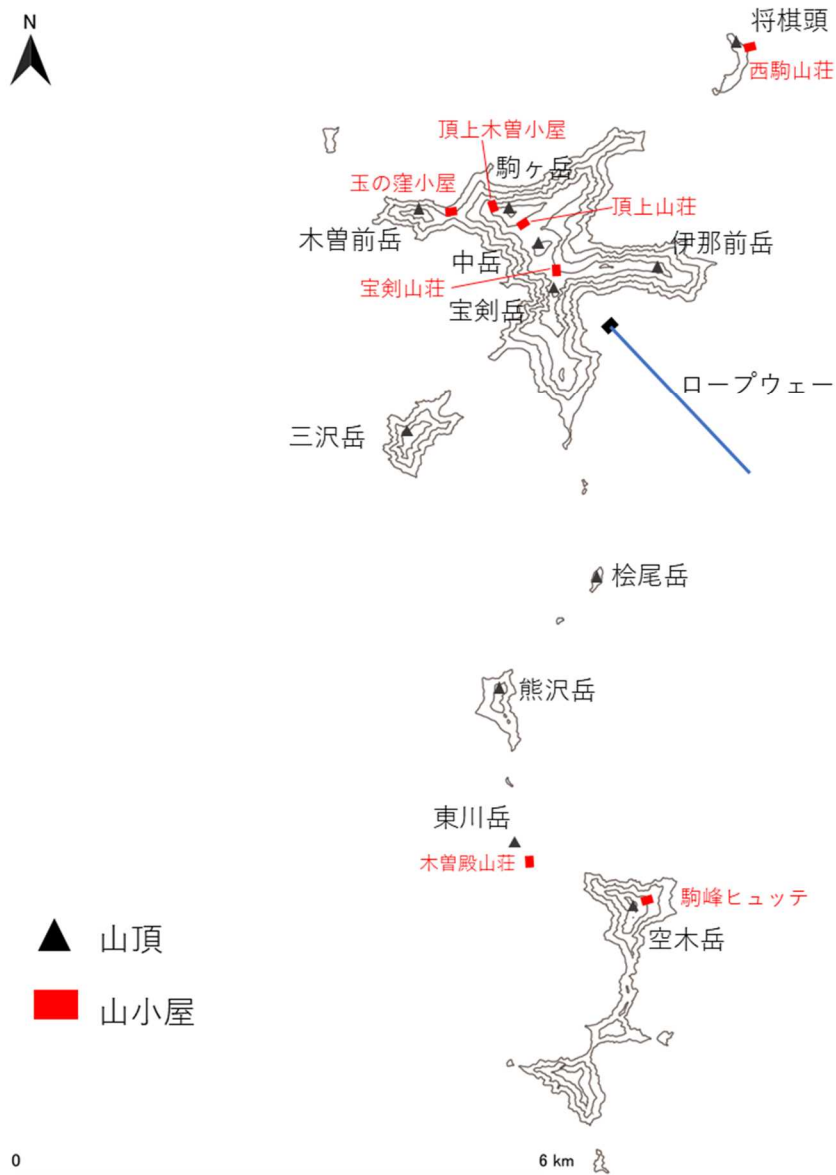 N
将棋頭
西駒山荘
頂上木曽小屋
駒ヶ岳
玉の窪小屋
頂上山荘
木曽前岳
中岳
伊那前岳
宝剣山荘
宝剣岳
ロープウェー
三沢岳
桧尾岳
熊沢岳
東川岳
木曽殿山荘
駒峰ヒュッテ
空木岳
山頂
山小屋
0
6 km